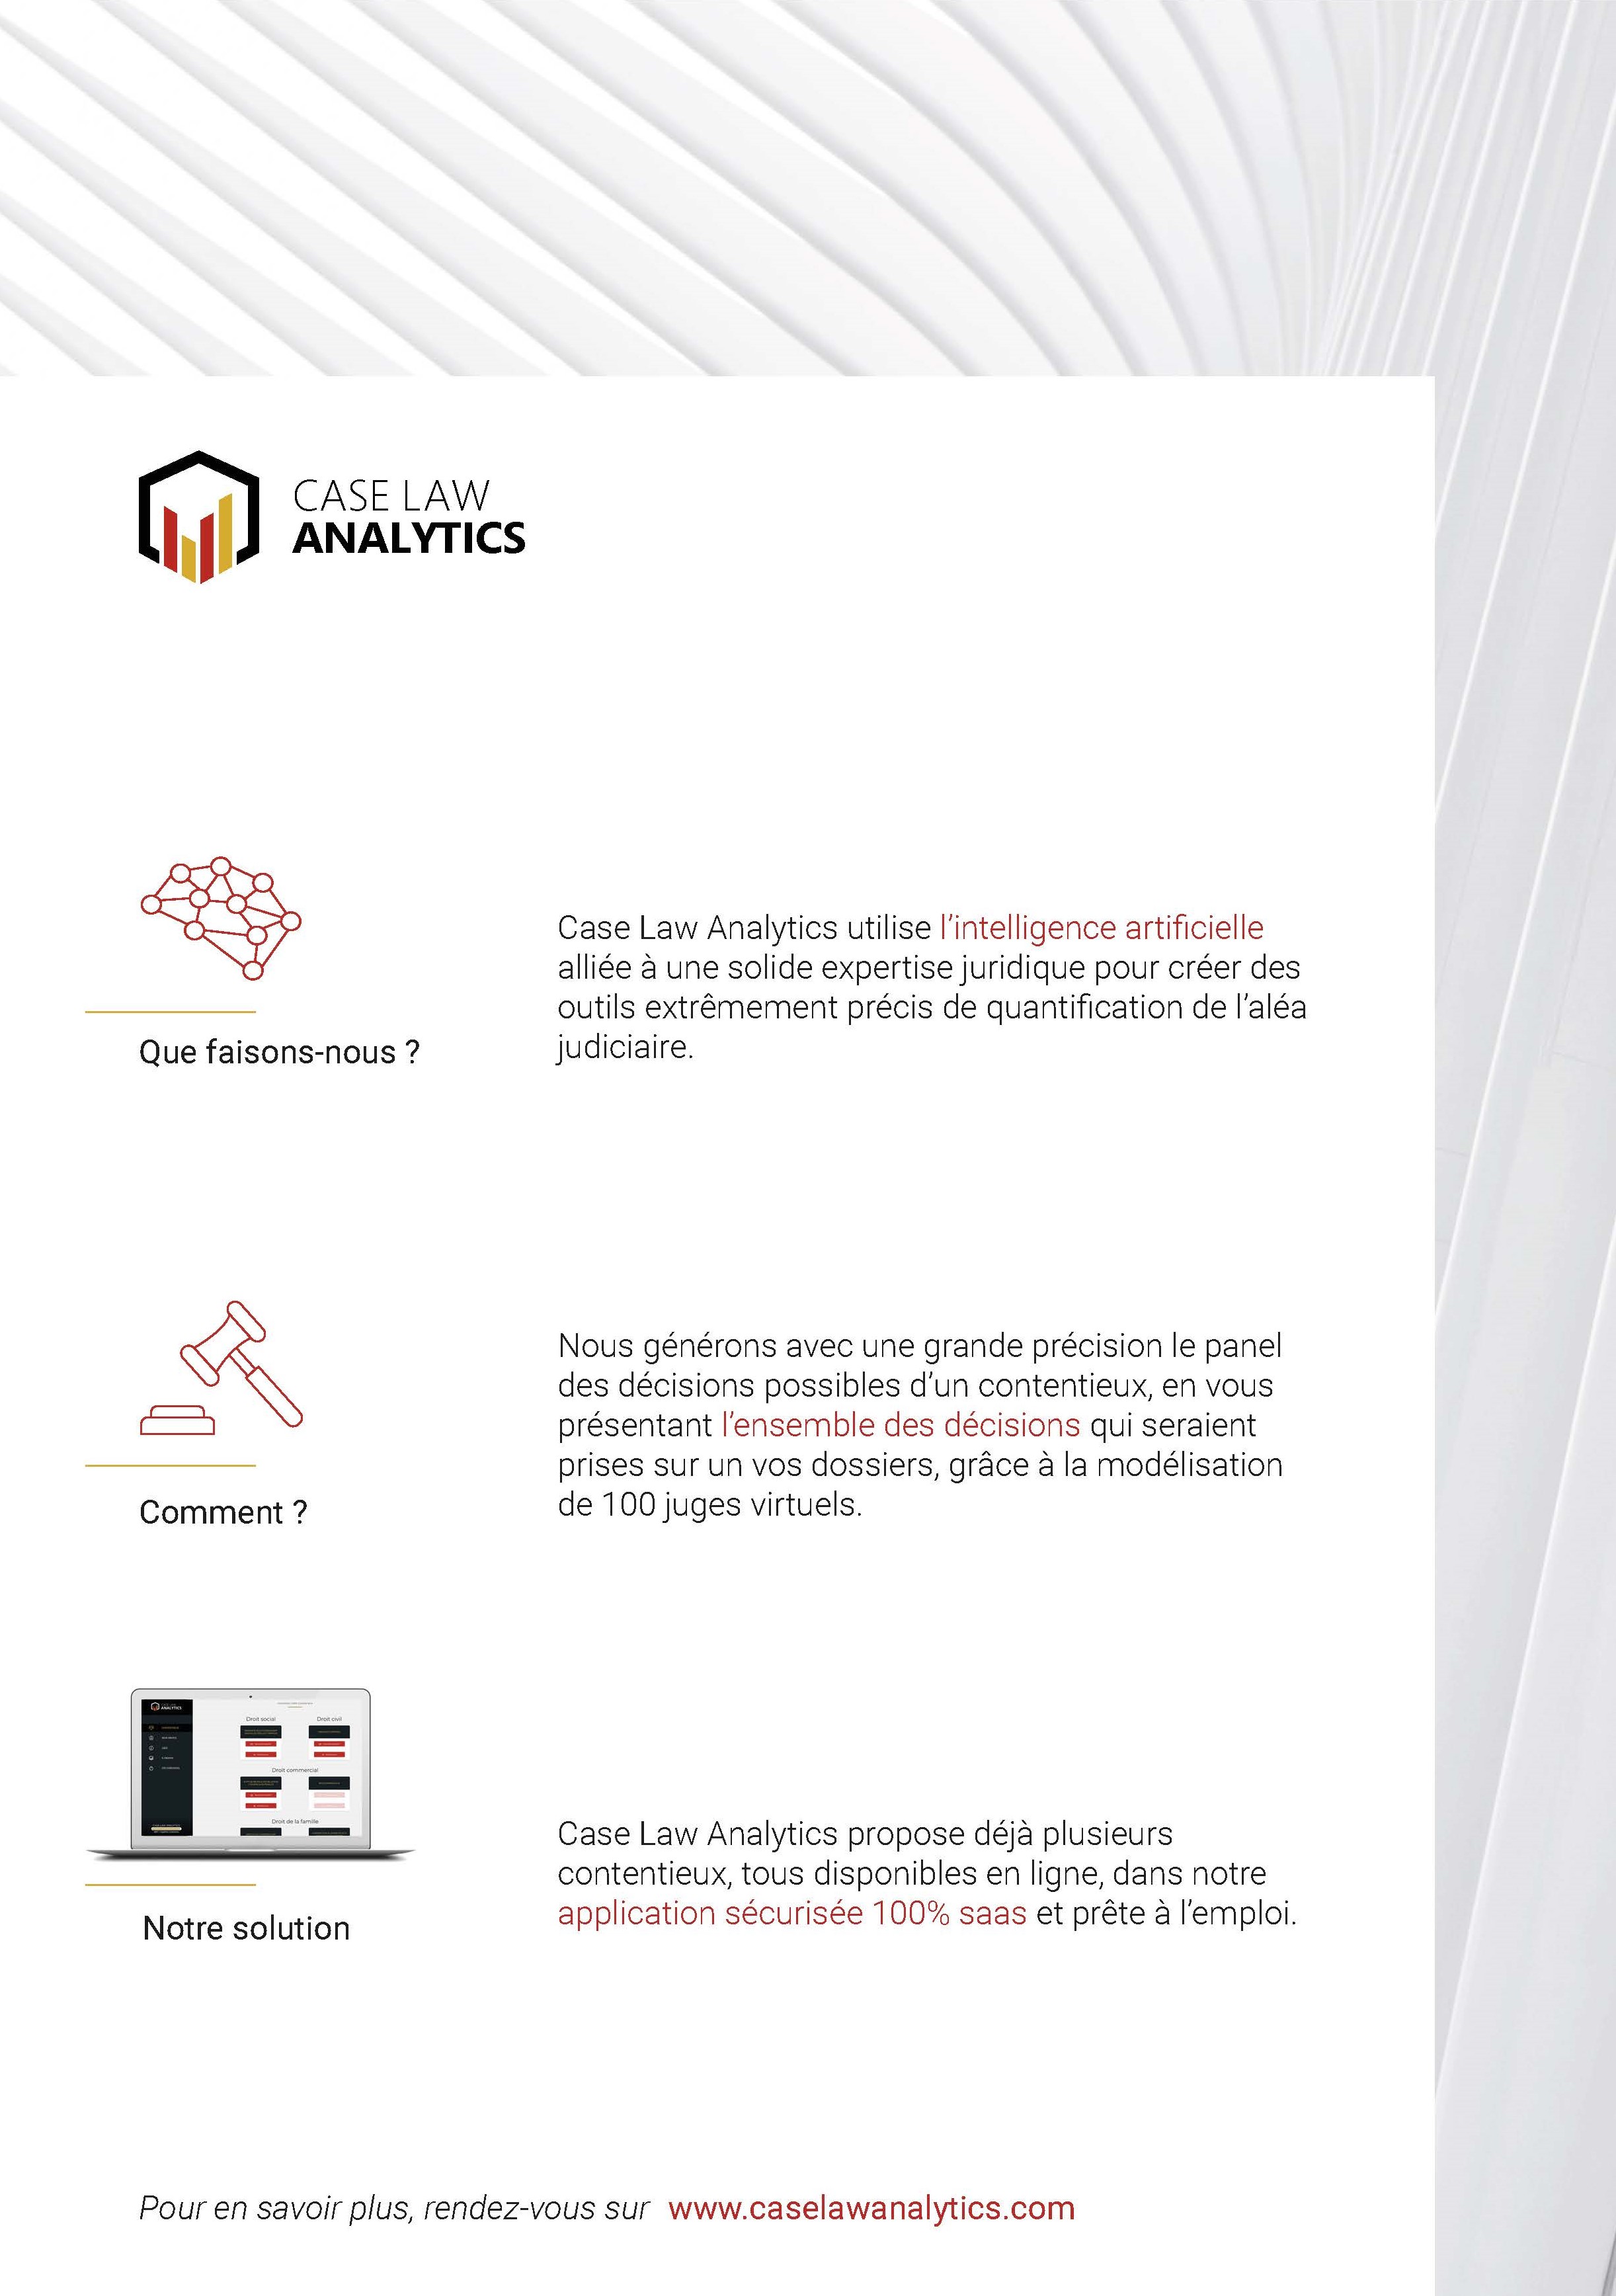 CASE LAW
ANALYTICS
Case Law Analytics utilise l'intelligence artificielle
alliée à une solide expertise juridique pour créer des
outils extrêmement précis de quantification de l'aléa
judiciaire.
Que faisons-nous ?
Nous générons avec une grande précision le panel
des décisions possibles d'un contentieux, en vous
présentant l'ensemble des décisions qui seraient
prises sur un vos dossiers, grâce à la modélisation
de 100 juges virtuels.
Comment ?
ANALYTICS
Droit social
Droit civil
Droit commercial
Droit de la famille
Case Law Analytics propose déjà plusieurs
contentieux, tous disponibles en ligne, dans notre
application sécurisée 100% saas et prête à l'emploi.
Notre solution
Pour en savoir plus, rendez-vous sur www.caselawanalytics.com